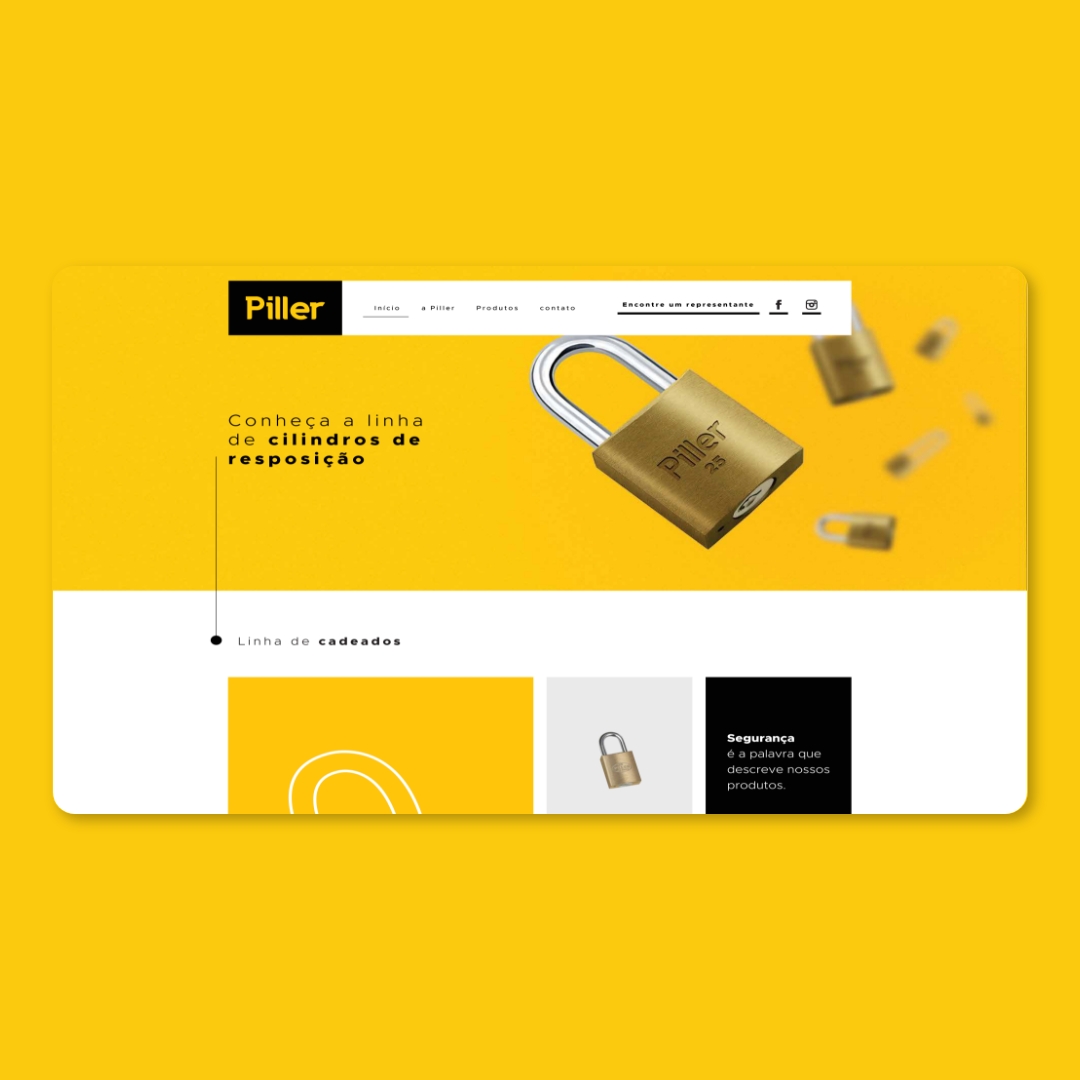 Piller
Início
a Piller
Produtos
contato
Encontre um representante
Conheça a linha
de cilindros de
resposição
Piller
25
Linha de cadeados
Segurança
é a palavra que
descreve nossos
produtos.